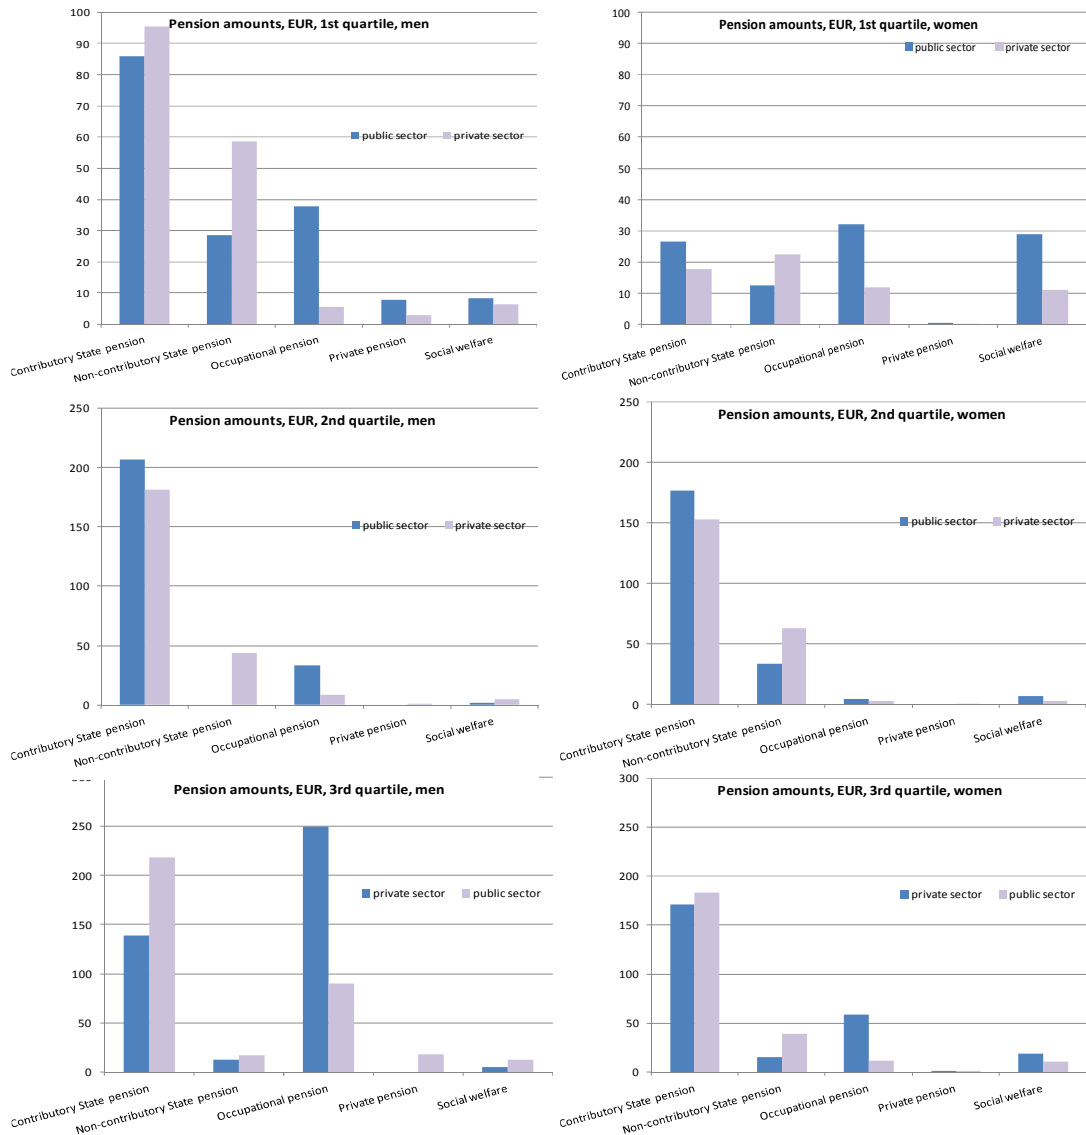 Pension amounts, EUR, 1st quartile, men
100
90
80
70
60
50
40
30
20
10
0
public sector private sector
Contributory State pension
Non-contributory State pension
Occupational pension
Private pension
Social welfare
Pension amounts, EUR, 1st quartile, women
100
90
80
70
60
50
40
30
20
10
0
public sector private sector
Contributory State pension
Non-contributory State pension
Occupational pension
Private pension
Social welfare
Pension amounts, EUR, 2nd quartile, men
250
200
150
100
50
0
public sector private sector
Contributory State pension
Non-contributory State pension
Occupational pension
Private pension
Social welfare
Pension amounts, EUR, 2nd quartile, women
250
200
150
100
50
0
public sector private sector
Contributory State pension
Non-contributory State pension
Occupational pension
Private pension
Social welfare
Pension amounts, EUR, 3rd quartile, men
250
200
150
100
50
0
private sector public sector
Contributory State pension
Non-contributory State pension
Occupational pension
Private pension
Social welfare
Pension amounts, EUR, 3rd quartile, women
300
250
200
150
100
50
0
private sector public sector
Contributory State pension
Non-contributory State pension
Occupational pension
Private pension
Social welfare